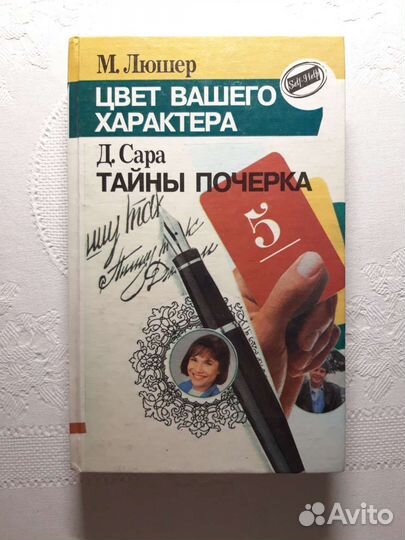 М. Люшер
Self-Help
ЦВЕТ ВАШЕГО
ХАРАКТЕРА
Д. Сара
ТАЙНЫ ПОЧЕРКА
5
Avito